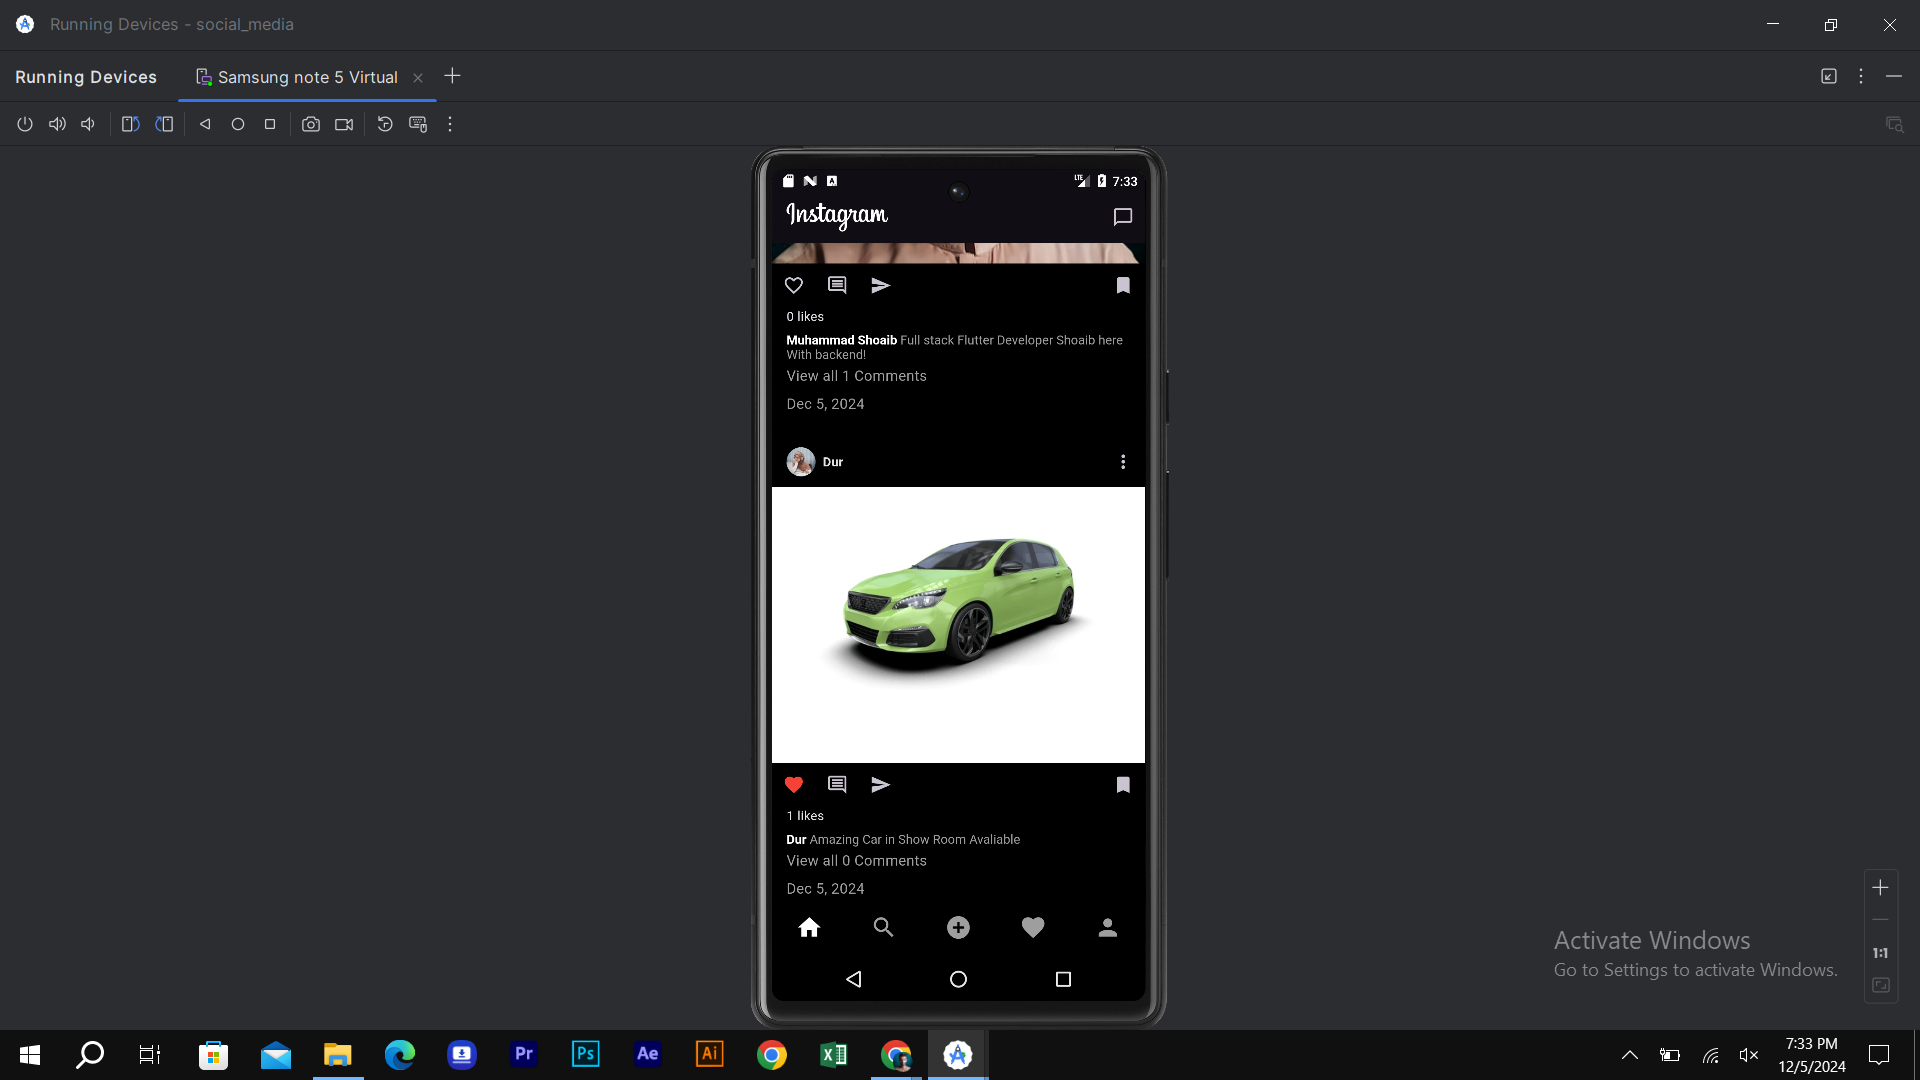 Running Devices - social_media
Running Devices
Samsung note 5 Virtual
LTE
7:33
Instagram
0 likes
Muhammad Shoaib Full stack Flutter Developer Shoaib here
With backend!
View all 1 Comments
Dec 5, 2024
Dur
1 likes
Dur Amazing Car in Show Room Avaliable
View all 0 Comments
Dec 5, 2024
Activate Windows
Go to Settings to activate Windows.
1:1
Pr
Ps
Ae
Ai
7:33 PM
12/5/2024